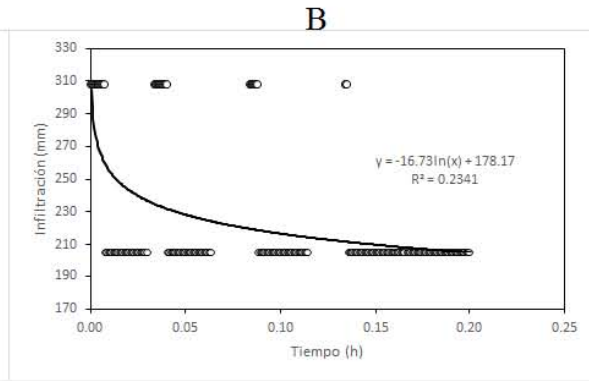 B
330
310
290
270
250
230
210
190
170
Infiltración (mm)
y = -16.73ln(x) + 178.17
R² = 0.2341
0.00 0.05 0.10 0.15 0.20 0.25
Tiempo (h)